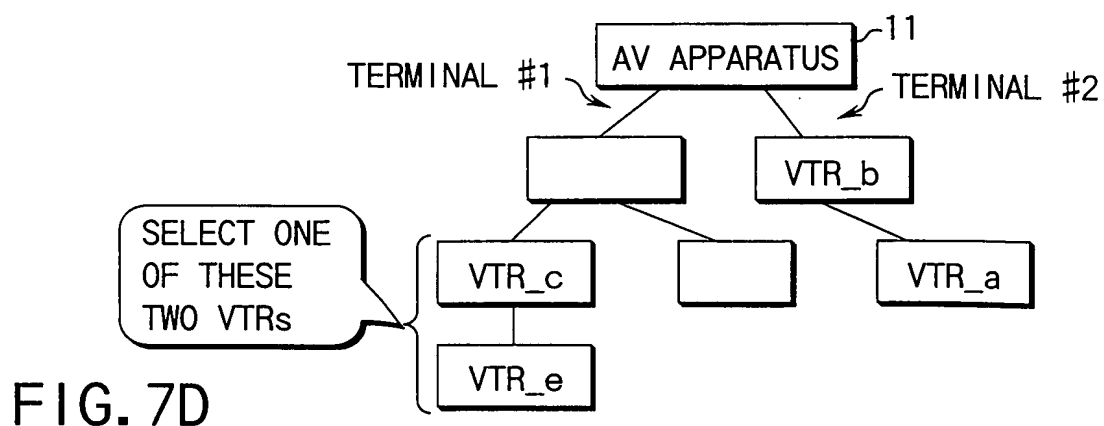 11
AV APPARATUS
TERMINAL #1
TERMINAL #2
VTR_b
SELECT ONE
OF THESE
TWO VTRs
VTR_c
VTR_a
VTR_e
FIG. 7D